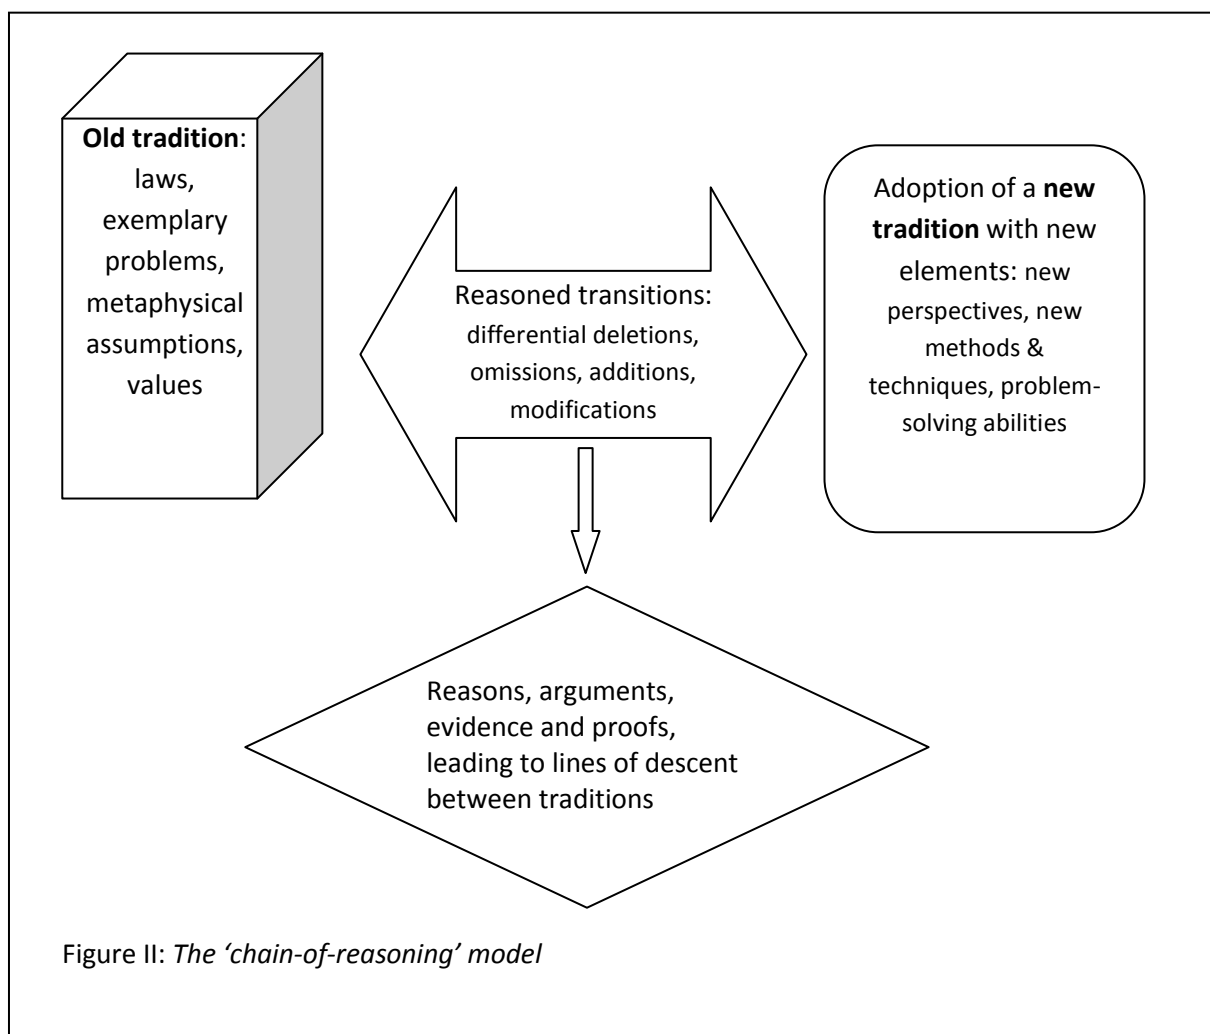 Old tradition:
laws,
exemplary
problems,
metaphysical
assumptions,
values
Reasoned transitions:
differential deletions,
omissions, additions,
modifications
Adoption of a new
tradition with new
elements: new
perspectives, new
methods &
techniques, problem-
solving abilities
Reasons, arguments,
evidence and proofs,
leading to lines of descent
between traditions
Figure II: The ‘chain-of-reasoning’ model